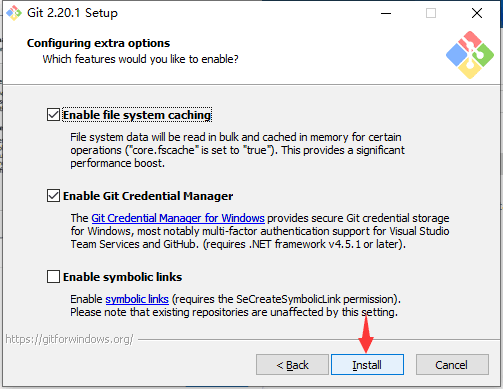 Git 2.20.1 Setup
Configuring extra options
Which features would you like to enable?
Enable file system caching
File system data will be read in bulk and cached in memory for certain
operations ("core.fscache" is set to "true"). This provides a significant
performance boost.
Enable Git Credential Manager
The Git Credential Manager for Windows provides secure Git credential storage
for Windows, most notably multi-factor authentication support for Visual Studio
Team Services and GitHub. (requires .NET framework v4.5.1 or later).
Enable symbolic links
Enable symbolic links (requires the SeCreateSymbolicLink permission).
Please note that existing repositories are unaffected by this setting.
https://gitforwindows.org/
< Back
Install
Cancel